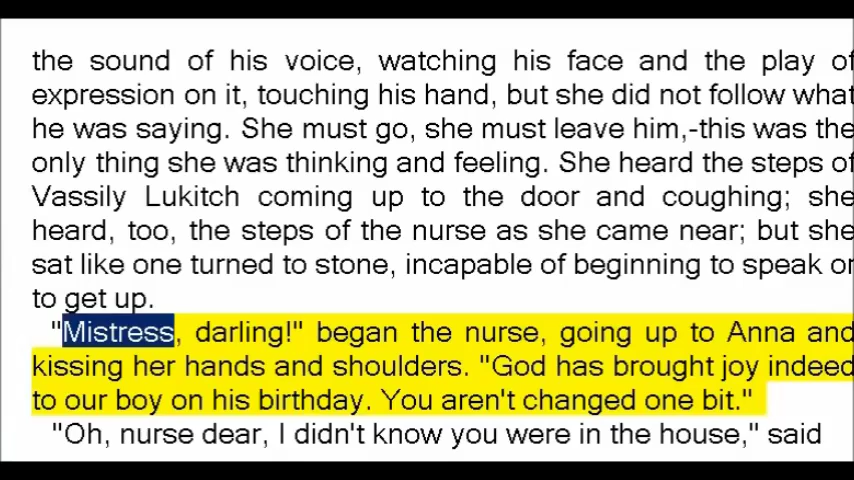 the sound of his voice, watching his face and the play of
expression on it, touching his hand, but she did not follow what
he was saying. She must go, she must leave him,-this was the
only thing she was thinking and feeling. She heard the steps of
Vassily Lukitch coming up to the door and coughing; she
heard, too, the steps of the nurse as she came near; but she
sat like one turned to stone, incapable of beginning to speak or
to get up.
"Mistress, darling!" began the nurse, going up to Anna and
kissing her hands and shoulders. "God has brought joy indeed
to our boy on his birthday. You aren't changed one bit."
"Oh, nurse dear, I didn't know you were in the house," said